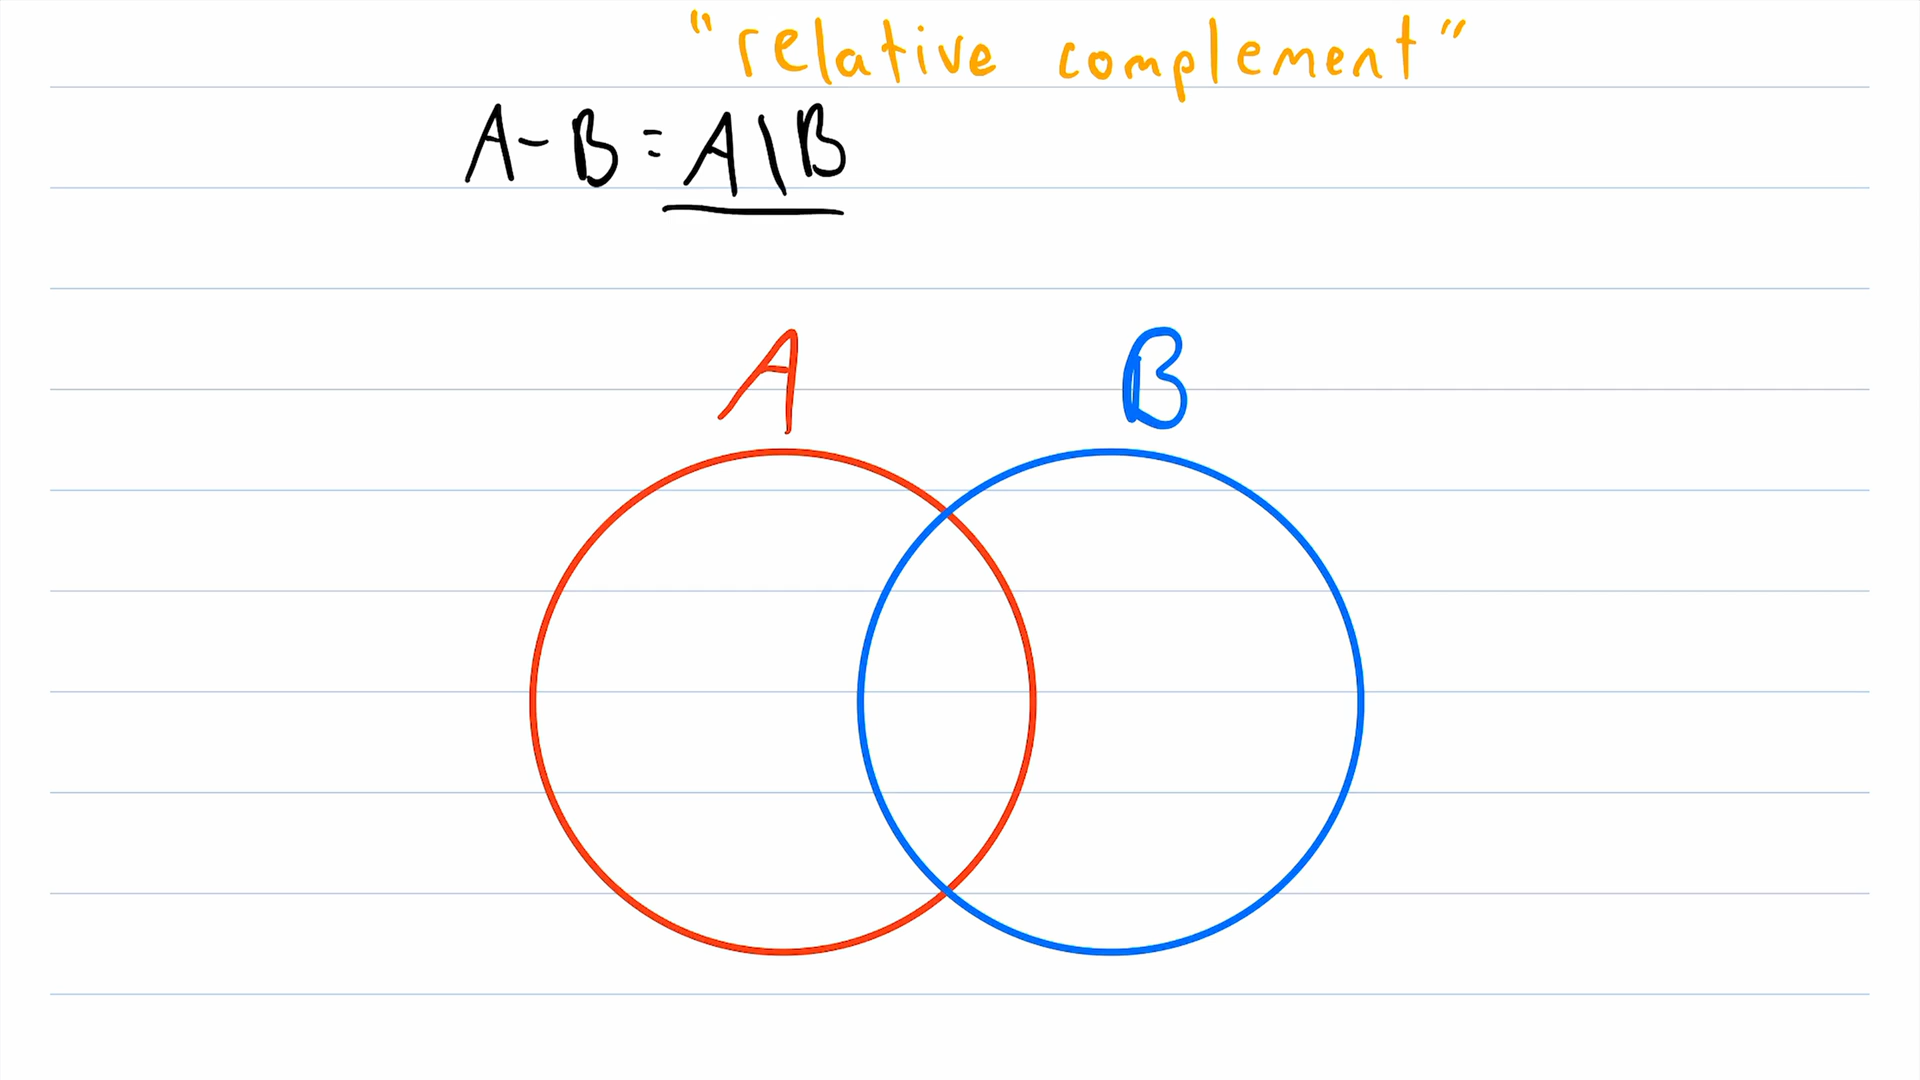 "relative complement"
A - B = A \ B
A
B